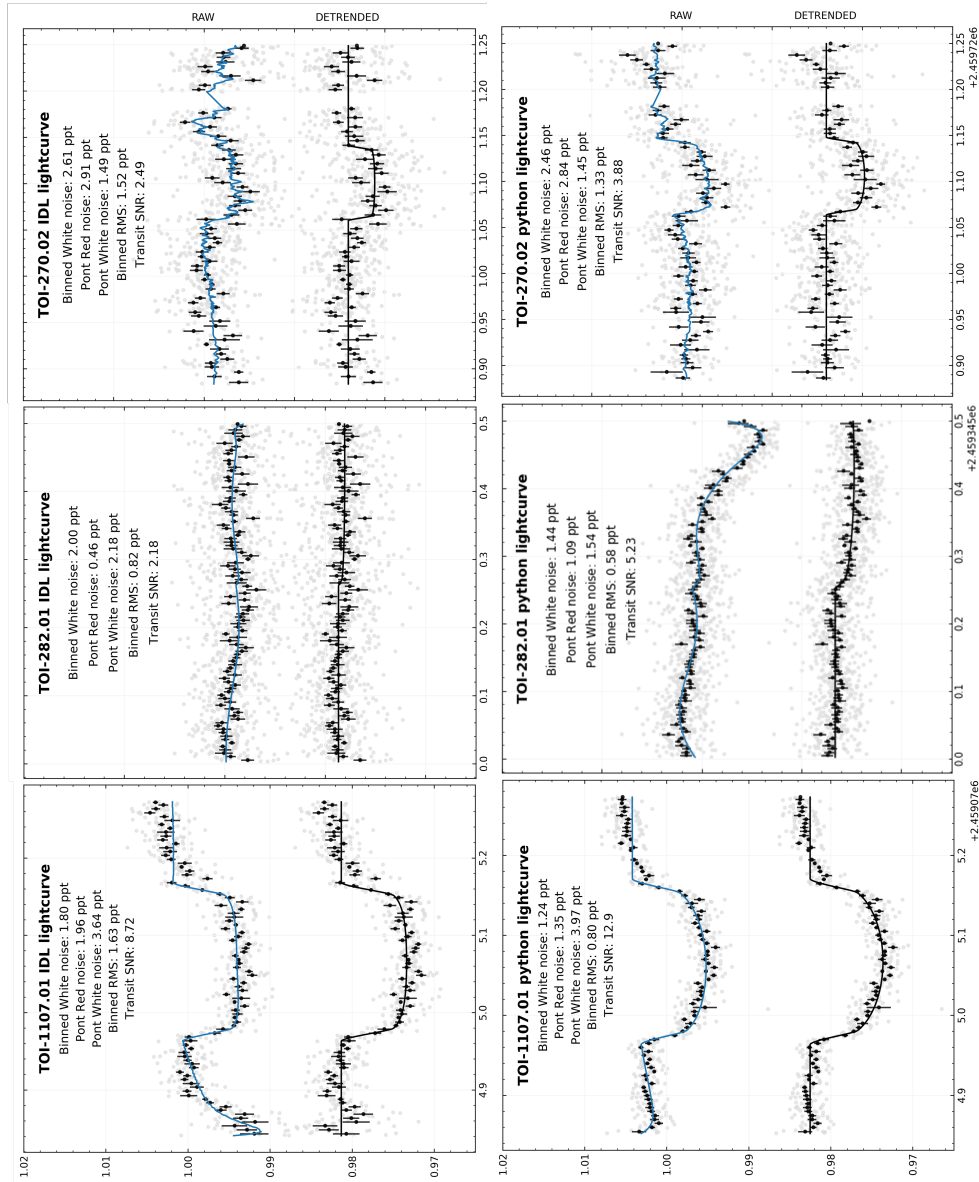 TOI-1107.01 IDL lightcurve
Binned White noise: 1.80 ppt
Pont Red noise: 1.96 ppt
Pont White noise: 3.64 ppt
Binned RMS: 1.63 ppt
Transit SNR: 8.72
1.02
1.01
1.00
0.99
0.98
0.97
4.9
5.0
5.1
5.2
TOI-282.01 IDL lightcurve
Binned White noise: 2.00 ppt
Pont Red noise: 0.46 ppt
Pont White noise: 2.18 ppt
Binned RMS: 0.82 ppt
Transit SNR: 2.18
0.0
0.1
0.2
0.3
0.4
0.5
TOI-270.02 IDL lightcurve
Binned White noise: 2.61 ppt
Pont Red noise: 2.91 ppt
Pont White noise: 1.49 ppt
Binned RMS: 1.52 ppt
Transit SNR: 2.49
0.90
0.95
1.00
1.05
1.10
1.15
1.20
1.25
RAW
DETRENDED
TOI-1107.01 python lightcurve
Binned White noise: 1.24 ppt
Pont Red noise: 1.35 ppt
Pont White noise: 3.97 ppt
Binned RMS: 0.80 ppt
Transit SNR: 12.9
1.02
1.01
1.00
0.99
0.98
0.97
4.9
5.0
5.1
5.2
+2.45907e6
TOI-282.01 python lightcurve
Binned White noise: 1.44 ppt
Pont Red noise: 1.09 ppt
Pont White noise: 1.54 ppt
Binned RMS: 0.58 ppt
Transit SNR: 5.23
0.0
0.1
0.2
0.3
0.4
0.5
+2.459345e6
TOI-270.02 python lightcurve
Binned White noise: 2.46 ppt
Pont Red noise: 2.84 ppt
Pont White noise: 1.45 ppt
Binned RMS: 1.33 ppt
Transit SNR: 3.88
0.90
0.95
1.00
1.05
1.10
1.15
1.20
1.25
+2.45972e6
RAW
DETRENDED